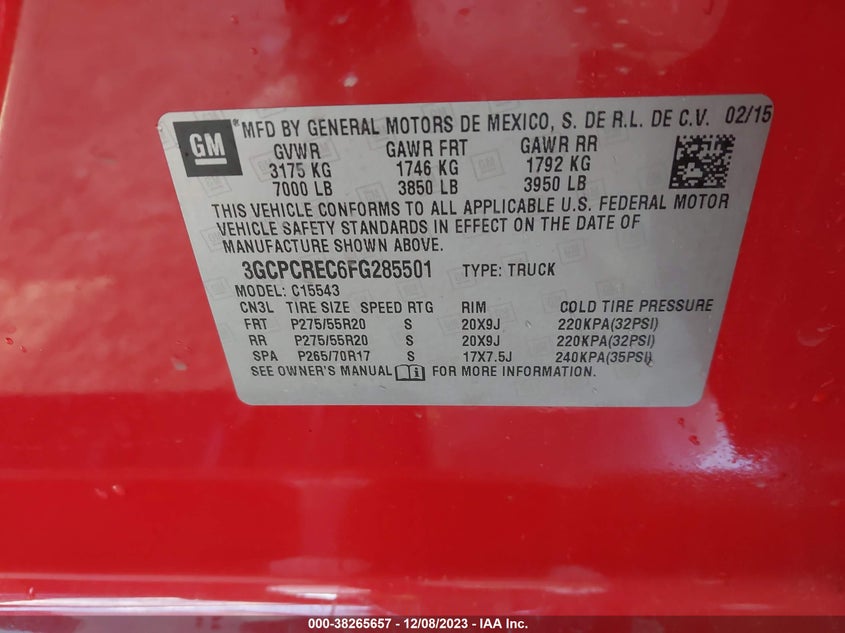 GM ® MFD BY GENERAL MOTORS DE MEXICO, S. DE R.L. DE C.V. 02/15
GVWR GAWR FRT GAWR RR
3175 KG 1746 KG 1792 KG
7000 LB 3850 LB 3950 LB
THIS VEHICLE CONFORMS TO ALL APPLICABLE U.S. FEDERAL MOTOR
VEHICLE SAFETY STANDARDS IN EFFECT ON THE DATE OF
MANUFACTURE SHOWN ABOVE.
3GCPCREC6FG285501 TYPE: TRUCK
MODEL: C15543
CN3L TIRE SIZE SPEED RTG RIM COLD TIRE PRESSURE
FRT P275/55R20 S 20X9J 220KPA(32PSI)
RR P275/55R20 S 20X9J 220KPA(32PSI)
SPA P265/70R17 S 17X7.5J 240KPA(35PSI)
SEE OWNER'S MANUAL i FOR MORE INFORMATION.
000-38265657 - 12/08/2023 - IAA Inc.